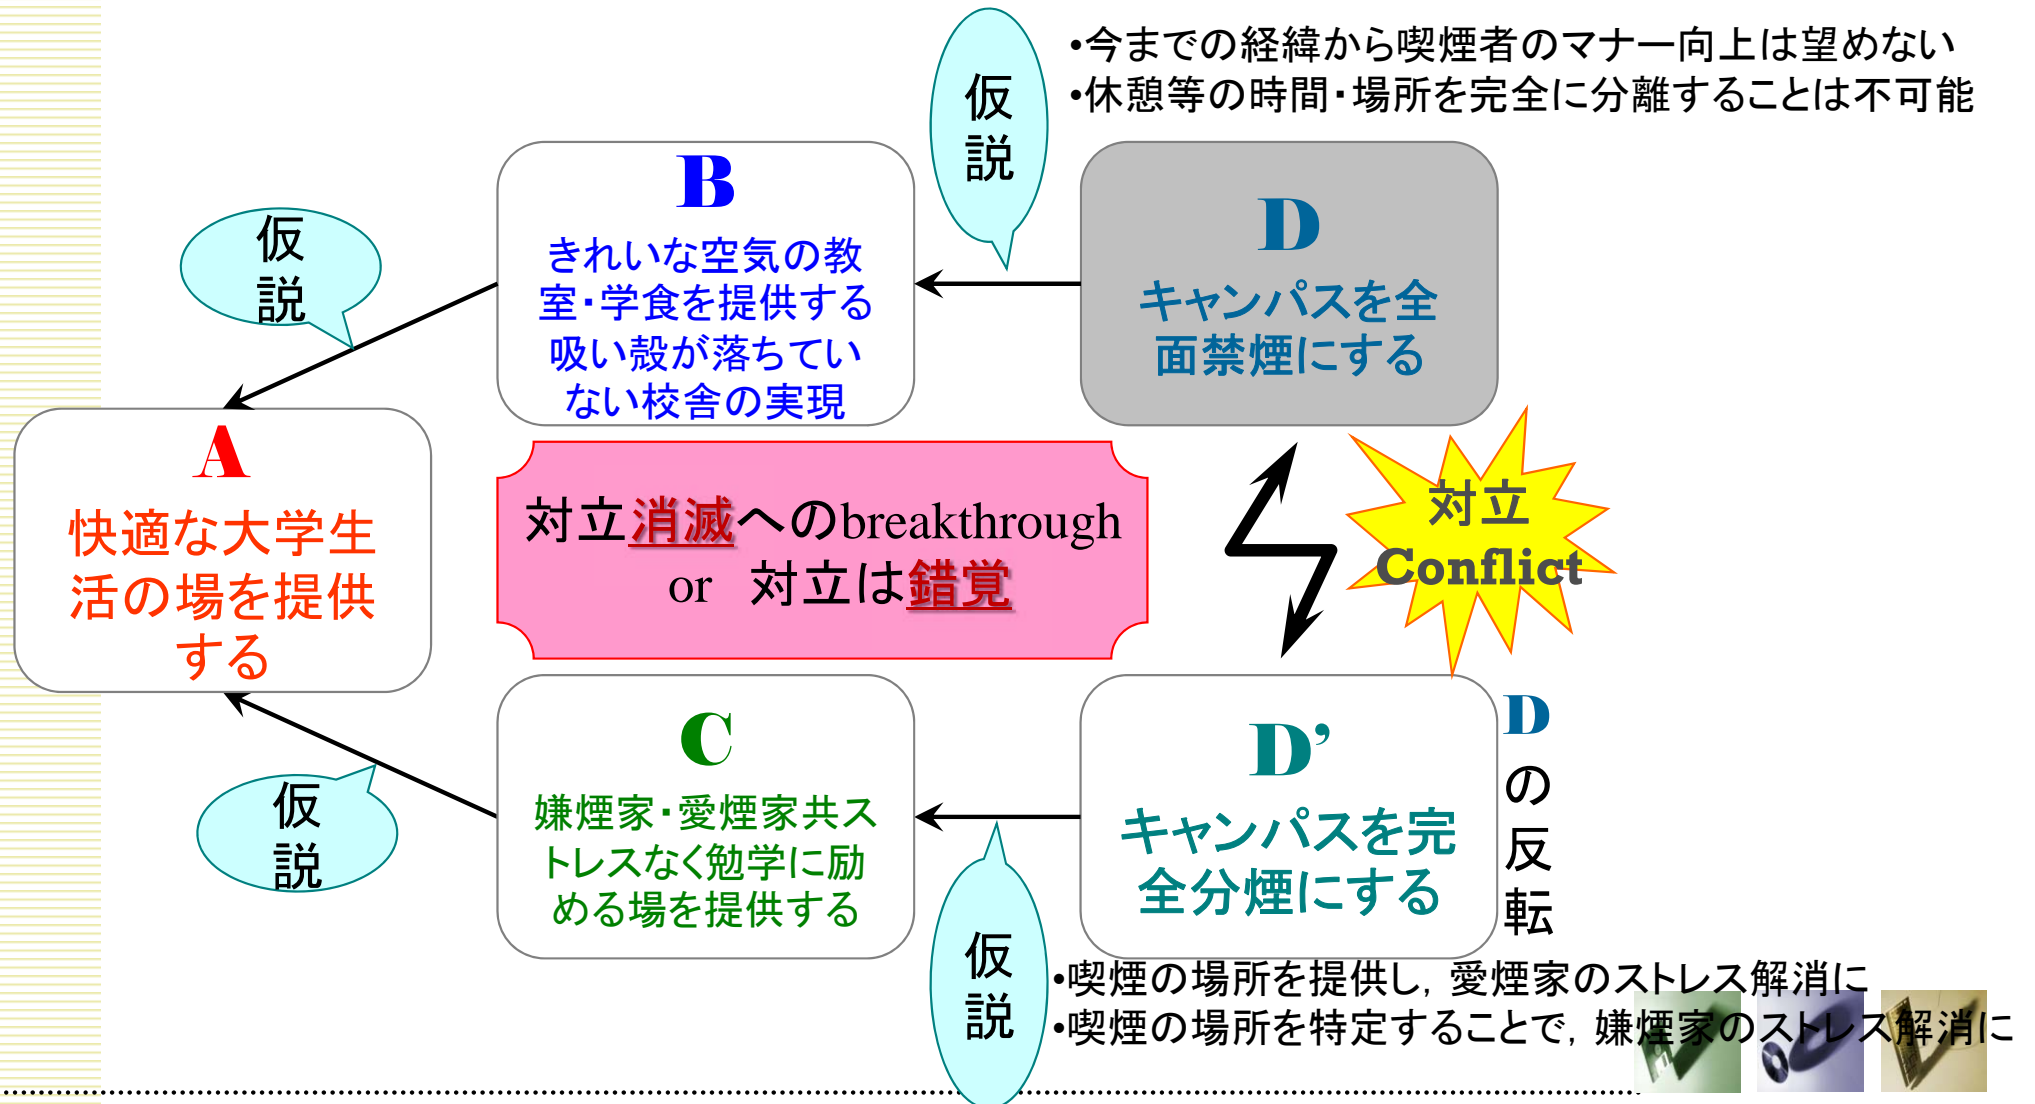 •今までの経緯から喫煙者のマナー向上は望めない
•休憩等の時間・場所を完全に分離することは不可能
仮
説
B
きれいな空気の教
室・学食を提供する
吸い殻が落ちてい
ない校舎の実現
D
キャンパスを全
面禁煙にする
仮
説
A
快適な大学生
活の場を提供
する
対立消滅へのbreakthrough
or 対立は錯覚
対立
Conflict
C
嫌煙家・愛煙家共ス
トレスなく勉学に励
める場を提供する
D’
キャンパスを完
全分煙にする
D
の
反
転
仮
説
仮
説
•喫煙の場所を提供し，愛煙家のストレス解消に
•喫煙の場所を特定することで，嫌煙家のストレス解消に